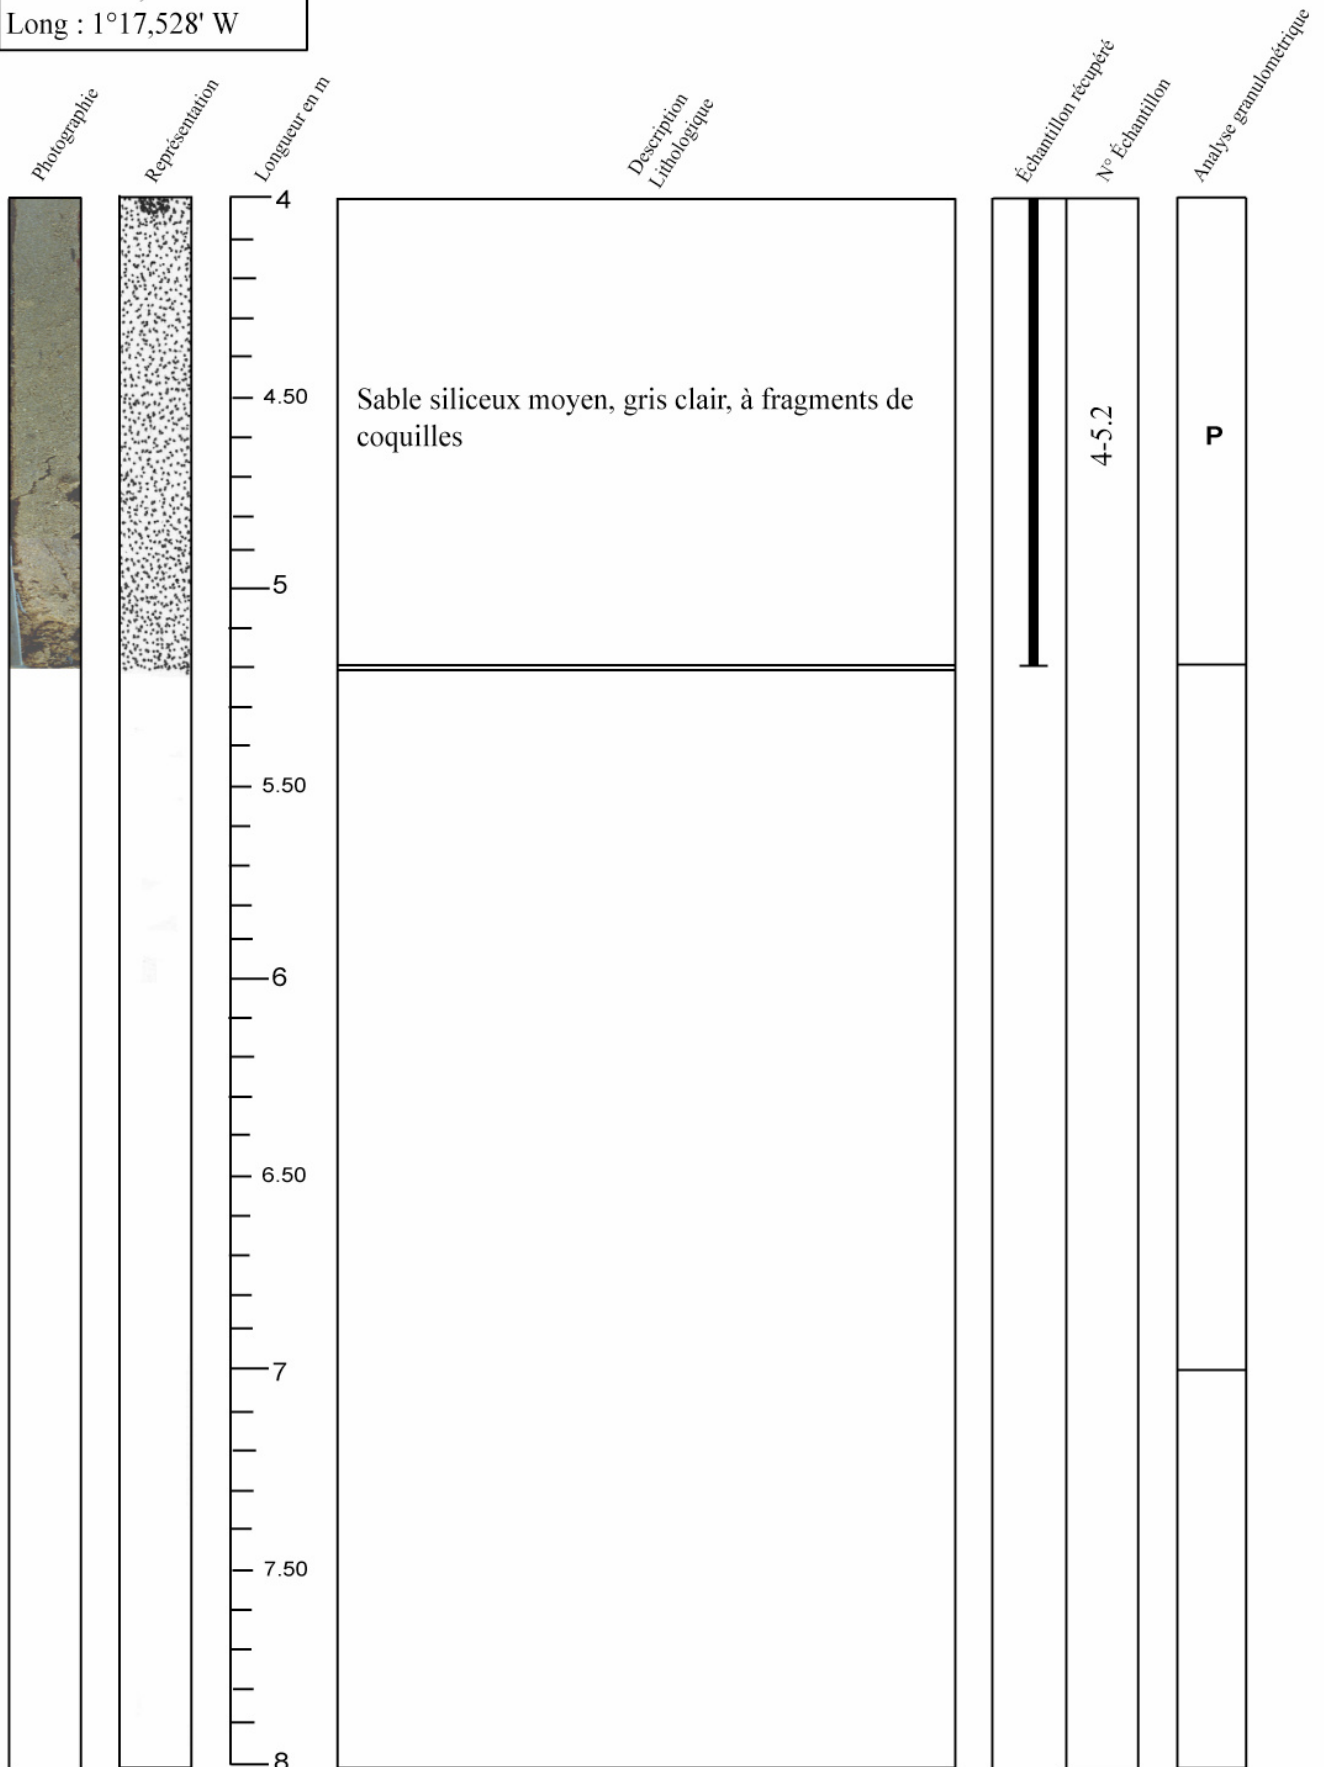 Long : 1°17,528' W
Photographie
Représentation
Longueur en m
Description
Lithologique
Échantillon récupéré
N° Échantillon
Analyse granulométrique
4
4.50
Sable siliceux moyen, gris clair, à fragments de
coquilles
4-5.2
P
5
5.50
6
6.50
7
7.50
8